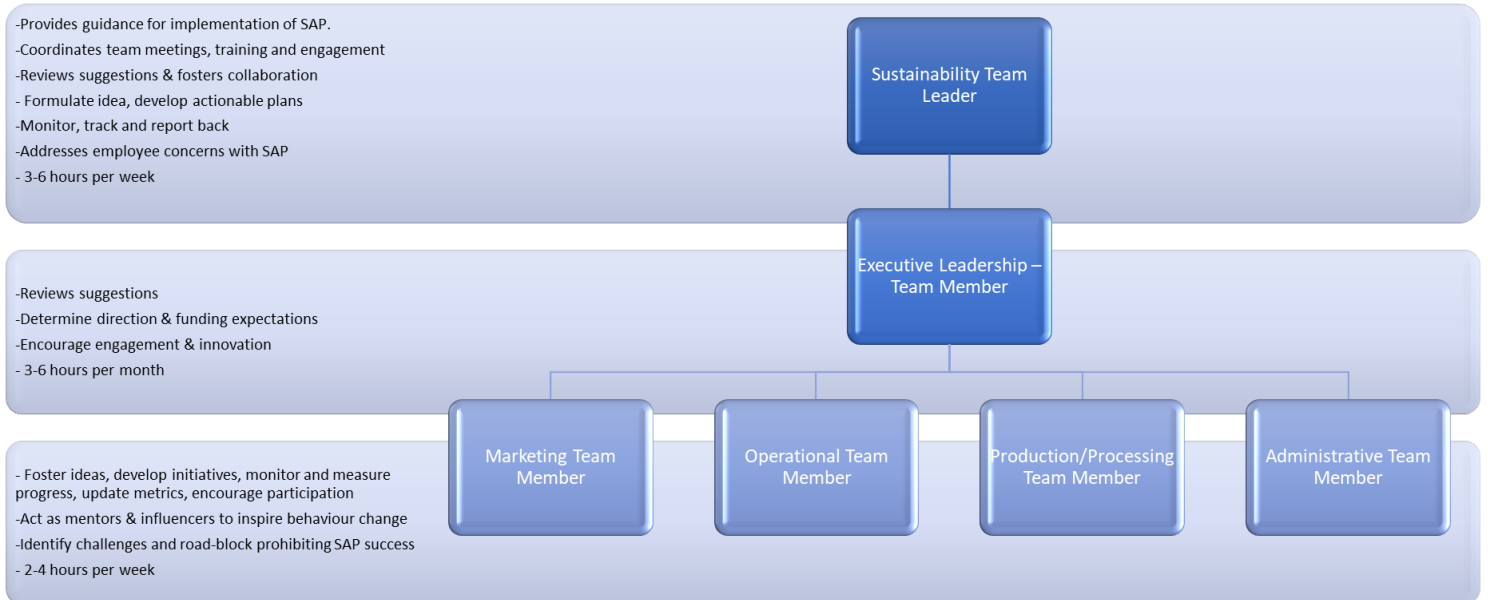 -Provides guidance for implementation of SAP.
-Coordinates team meetings, training and engagement
-Reviews suggestions & fosters collaboration
- Formulate idea, develop actionable plans
-Monitor, track and report back
-Addresses employee concerns with SAP
- 3-6 hours per week
Sustainability Team
Leader
-Reviews suggestions
-Determine direction & funding expectations
-Encourage engagement & innovation
- 3-6 hours per month
Executive Leadership –
Team Member
- Foster ideas, develop initiatives, monitor and measure
progress, update metrics, encourage participation
-Act as mentors & influencers to inspire behaviour change
-Identify challenges and road-block prohibiting SAP success
- 2-4 hours per week
Marketing Team
Member
Operational Team
Member
Production/Processing
Team Member
Administrative Team
Member